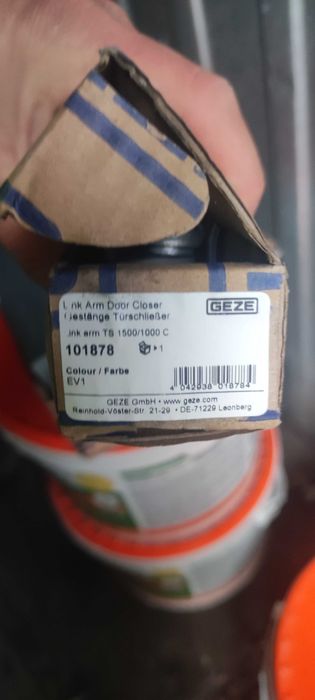 Link Arm Door Closer
Gestänge Türschließer
GEZE
Link arm TS 1500/1000 C
101878 1
Colour / Farbe
EV1
4 042938 018784
GEZE GmbH • www.geze.com
Reinhold-Vöster-Str. 21-29 • DE-71229 Leonberg